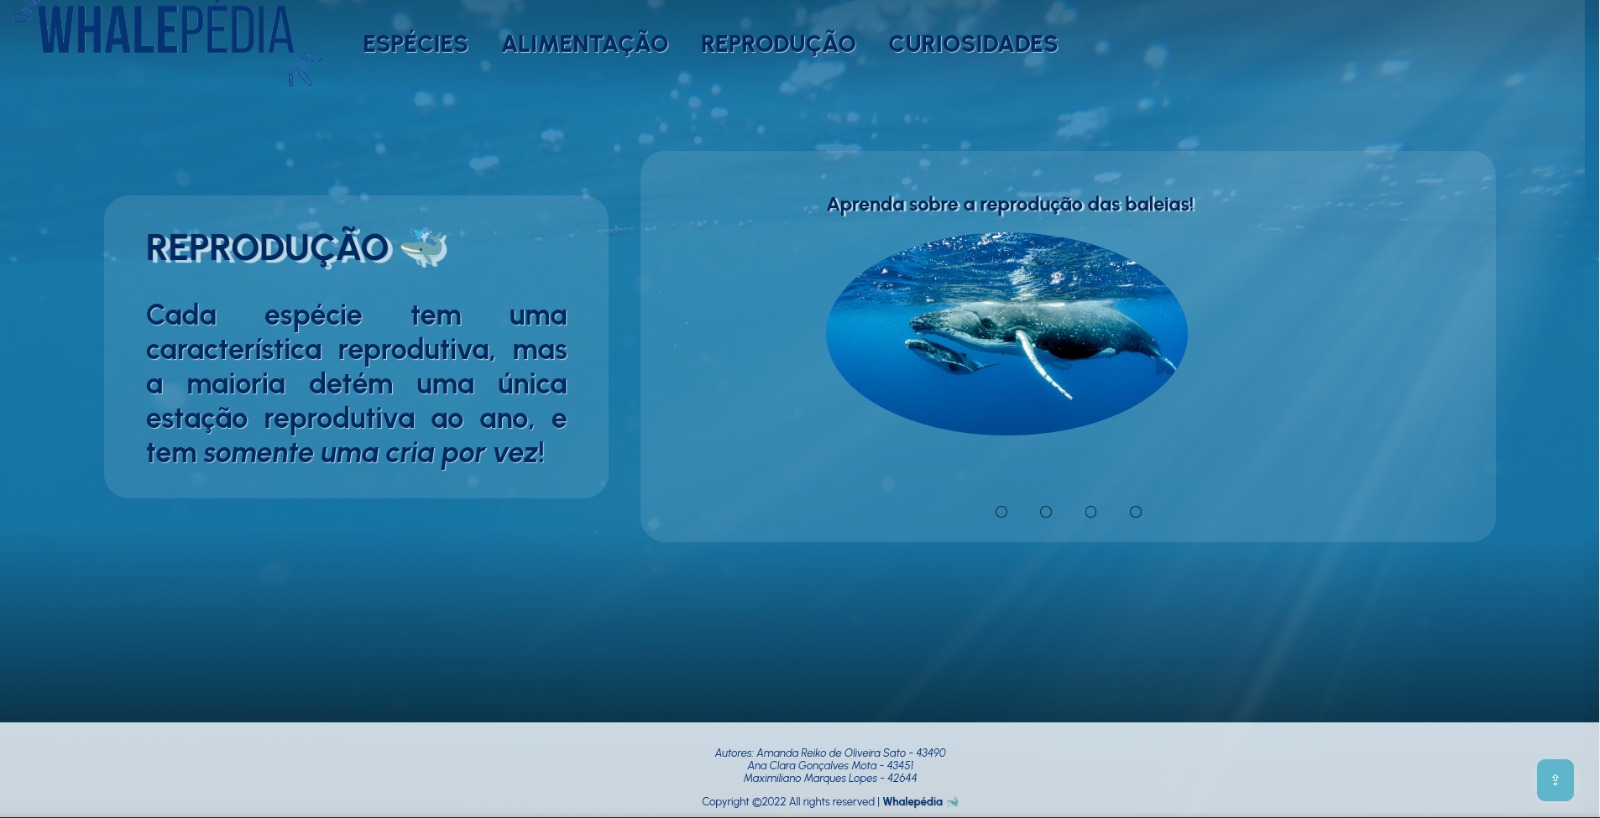 WHALEPÉDIA
ESPÉCIES ALIMENTAÇÃO REPRODUÇÃO CURIOSIDADES
REPRODUÇÃO 🐳
Cada espécie tem uma
característica reprodutiva, mas
a maioria detém uma única
estação reprodutiva ao ano, e
tem somente uma cria por vez!
Aprenda sobre a reprodução das baleias!
Autores: Amanda Reiko de Oliveira Sato - 43490
Ana Clara Gonçalves Mota - 43451
Maximiliano Marques Lopes - 42644
Copyright ©2022 All rights reserved | Whalepédia 🐋